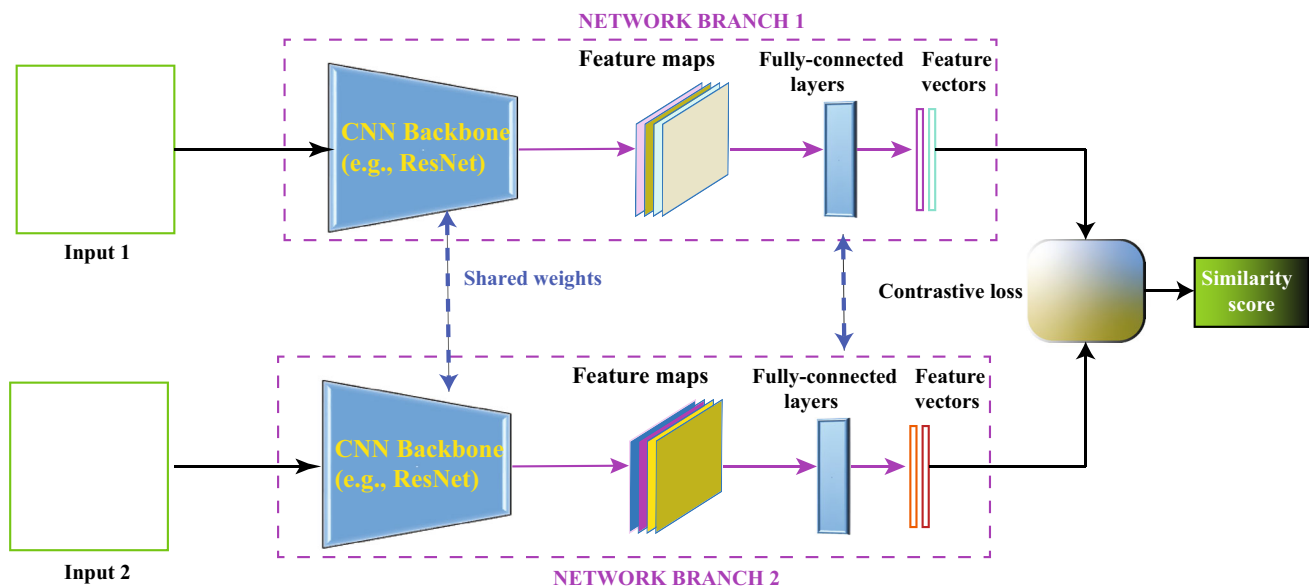 NETWORK BRANCH 1
Feature maps
Fully-connected
layers
Feature
vectors
CNN Backbone
(e.g., ResNet)
Input 1
Shared weights
Contrastive loss
Similarity
score
Feature maps
Fully-connected
layers
Feature
vectors
CNN Backbone
(e.g., ResNet)
Input 2
NETWORK BRANCH 2